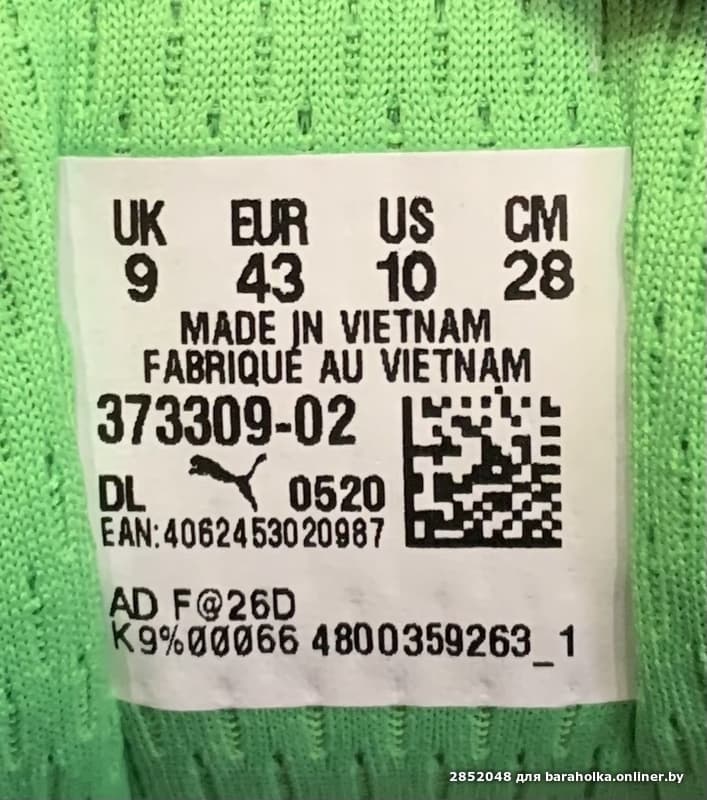 UK EUR US CM
9 43 10 28
MADE IN VIETNAM
FABRIQUÉ AU VIETNAM
373309-02
DL 0520
EAN:4062453020987
AD F@26D
K9%00066 4800359263_1
2852048 для baraholka.onliner.by